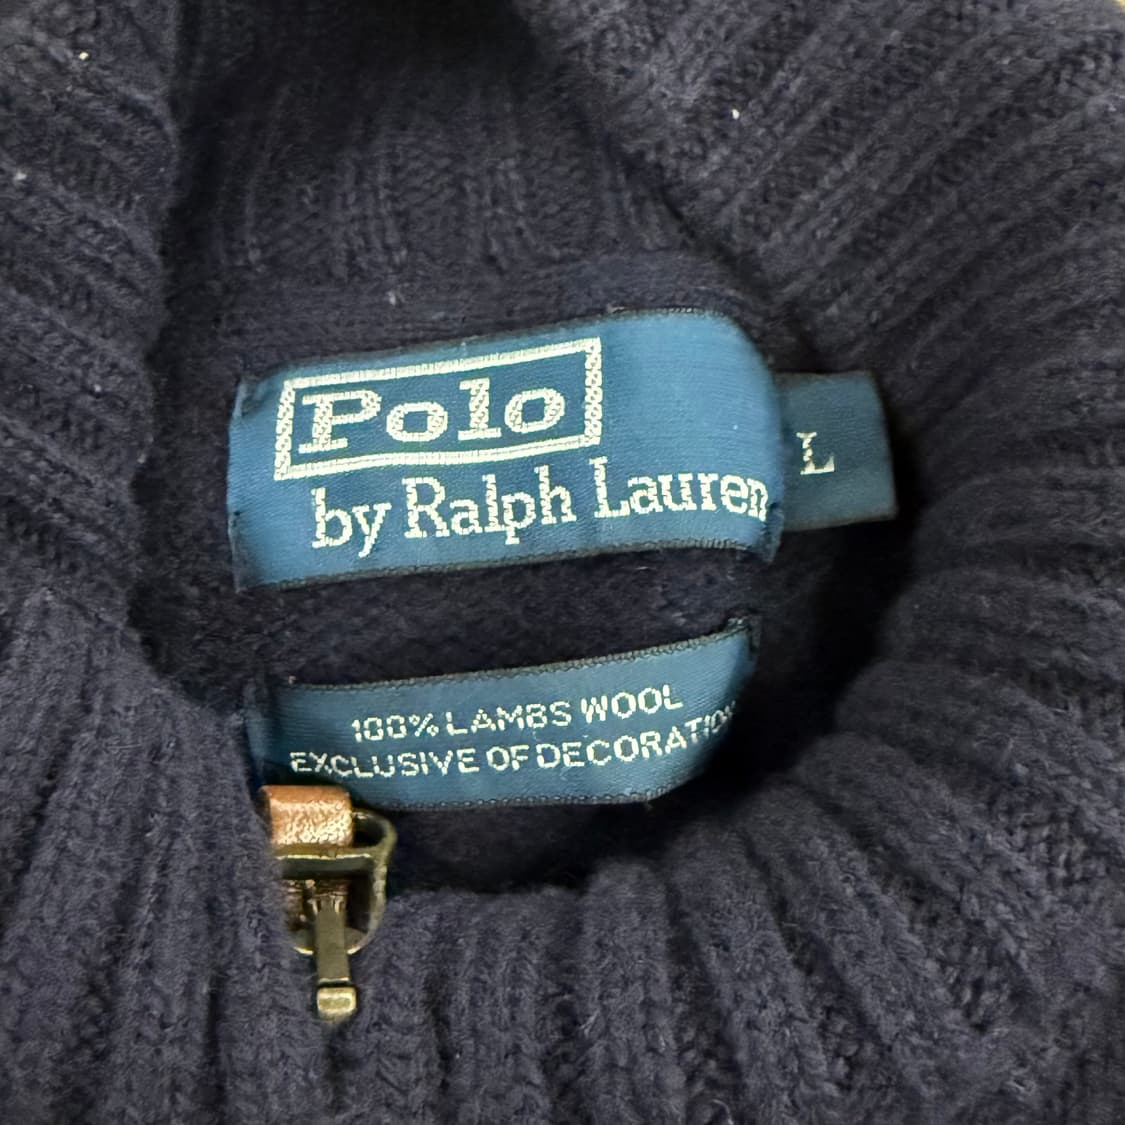 Polo
by Ralph Lauren
L
100% LAMBS WOOL
EXCLUSIVE OF DECORATION